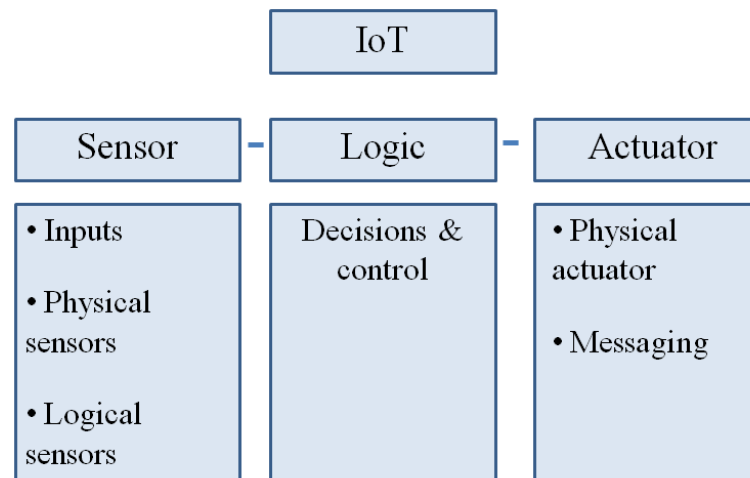 IoT
Sensor - Logic - Actuator
• Inputs
• Physical
sensors
• Logical
sensors
Decisions &
control
• Physical
actuator
• Messaging